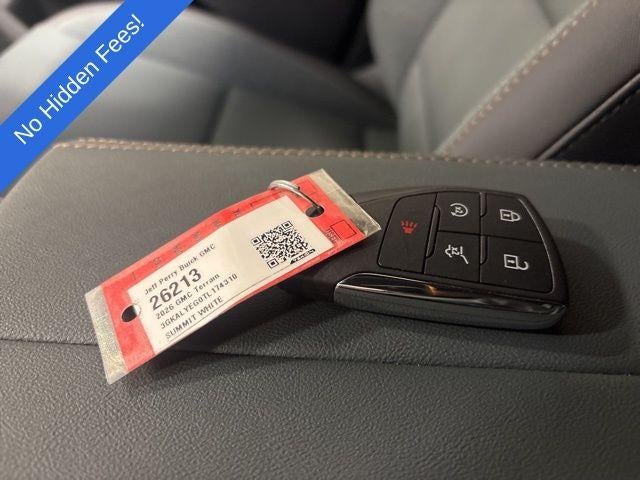 No Hidden Fees!
Jeff Perry Buick GMC
26213
2026 GMC Terrain
3GKALYEG0TL174310
SUMMIT WHITE